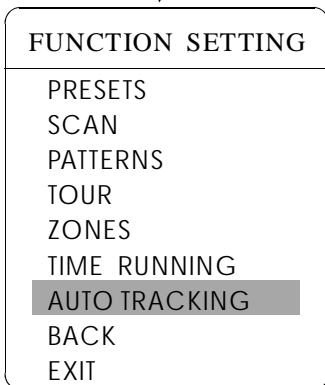 FUNCTION SETTING
PRESETS
SCAN
PATTERNS
TOUR
ZONES
TIME RUNNING
AUTO TRACKING
BACK
EXIT